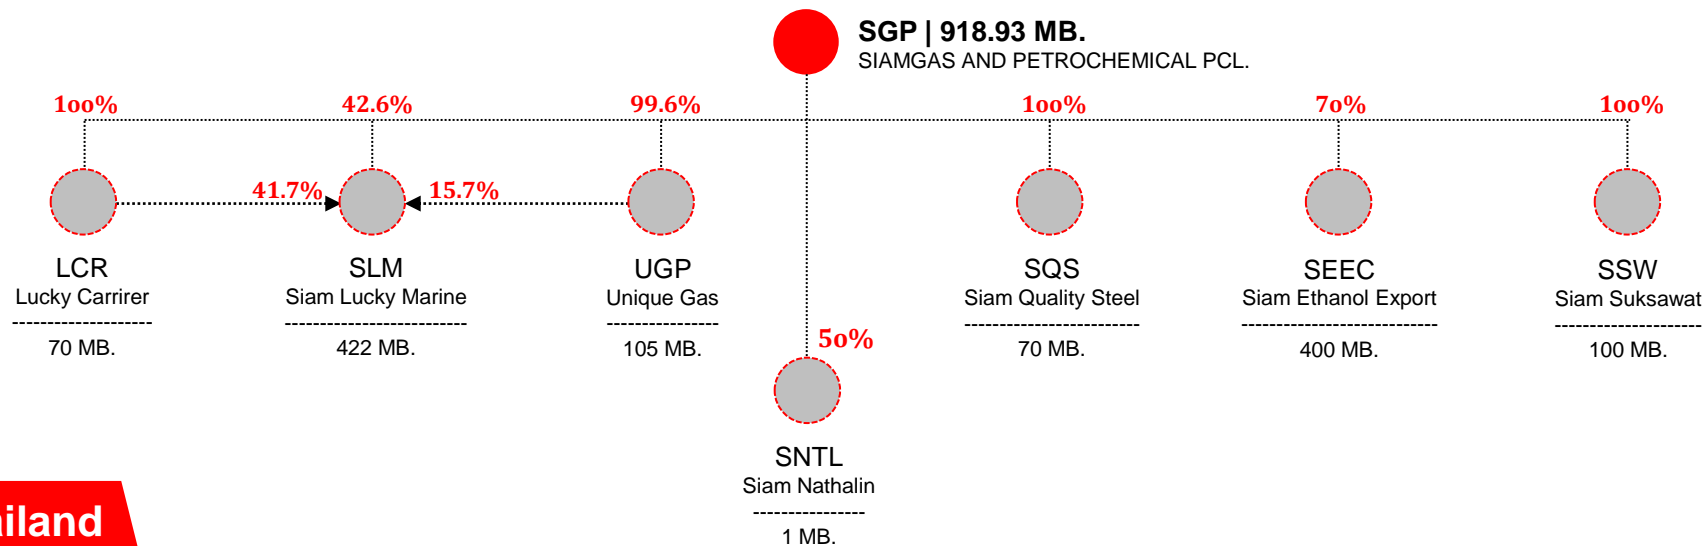 SGP | 918.93 MB.
SIAMGAS AND PETROCHEMICAL PCL.
100%
42.6%
99.6%
100%
70%
100%
41.7%
15.7%
LCR
Lucky Carrirer
--------------------
70 MB.
SLM
Siam Lucky Marine
--------------------------
422 MB.
UGP
Unique Gas
----------------
105 MB.
SQS
Siam Quality Steel
-------------------------
70 MB.
SEEC
Siam Ethanol Export
----------------------------
400 MB.
SSW
Siam Suksawat
---------------------
100 MB.
50%
SNTL
Siam Nathalin
----------------
1 MB.
ailand